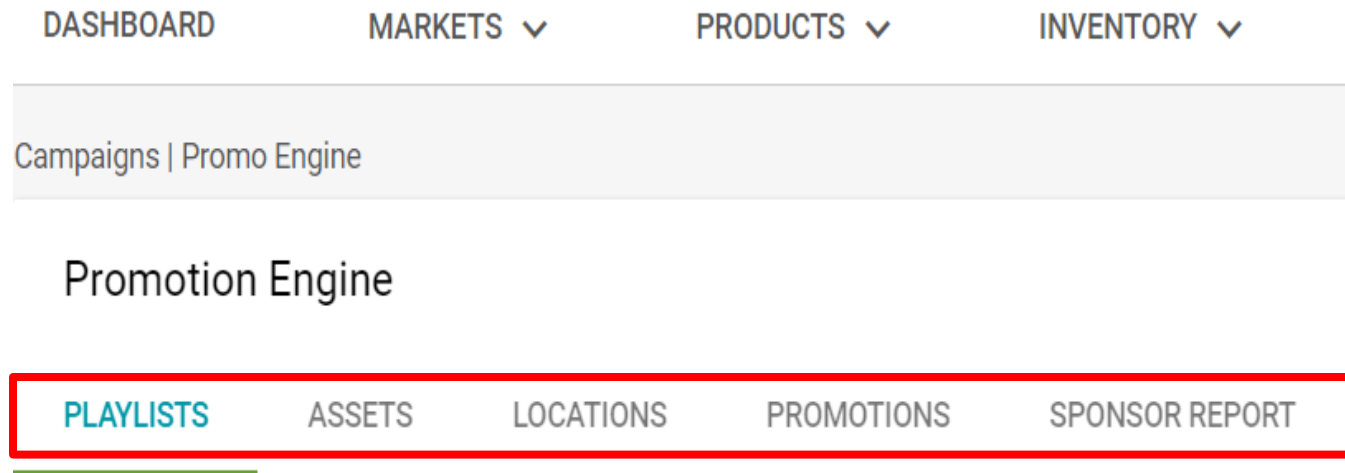 DASHBOARD MARKETS PRODUCTS INVENTORY
Campaigns | Promo Engine
Promotion Engine
PLAYLISTS ASSETS LOCATIONS PROMOTIONS SPONSOR REPORT